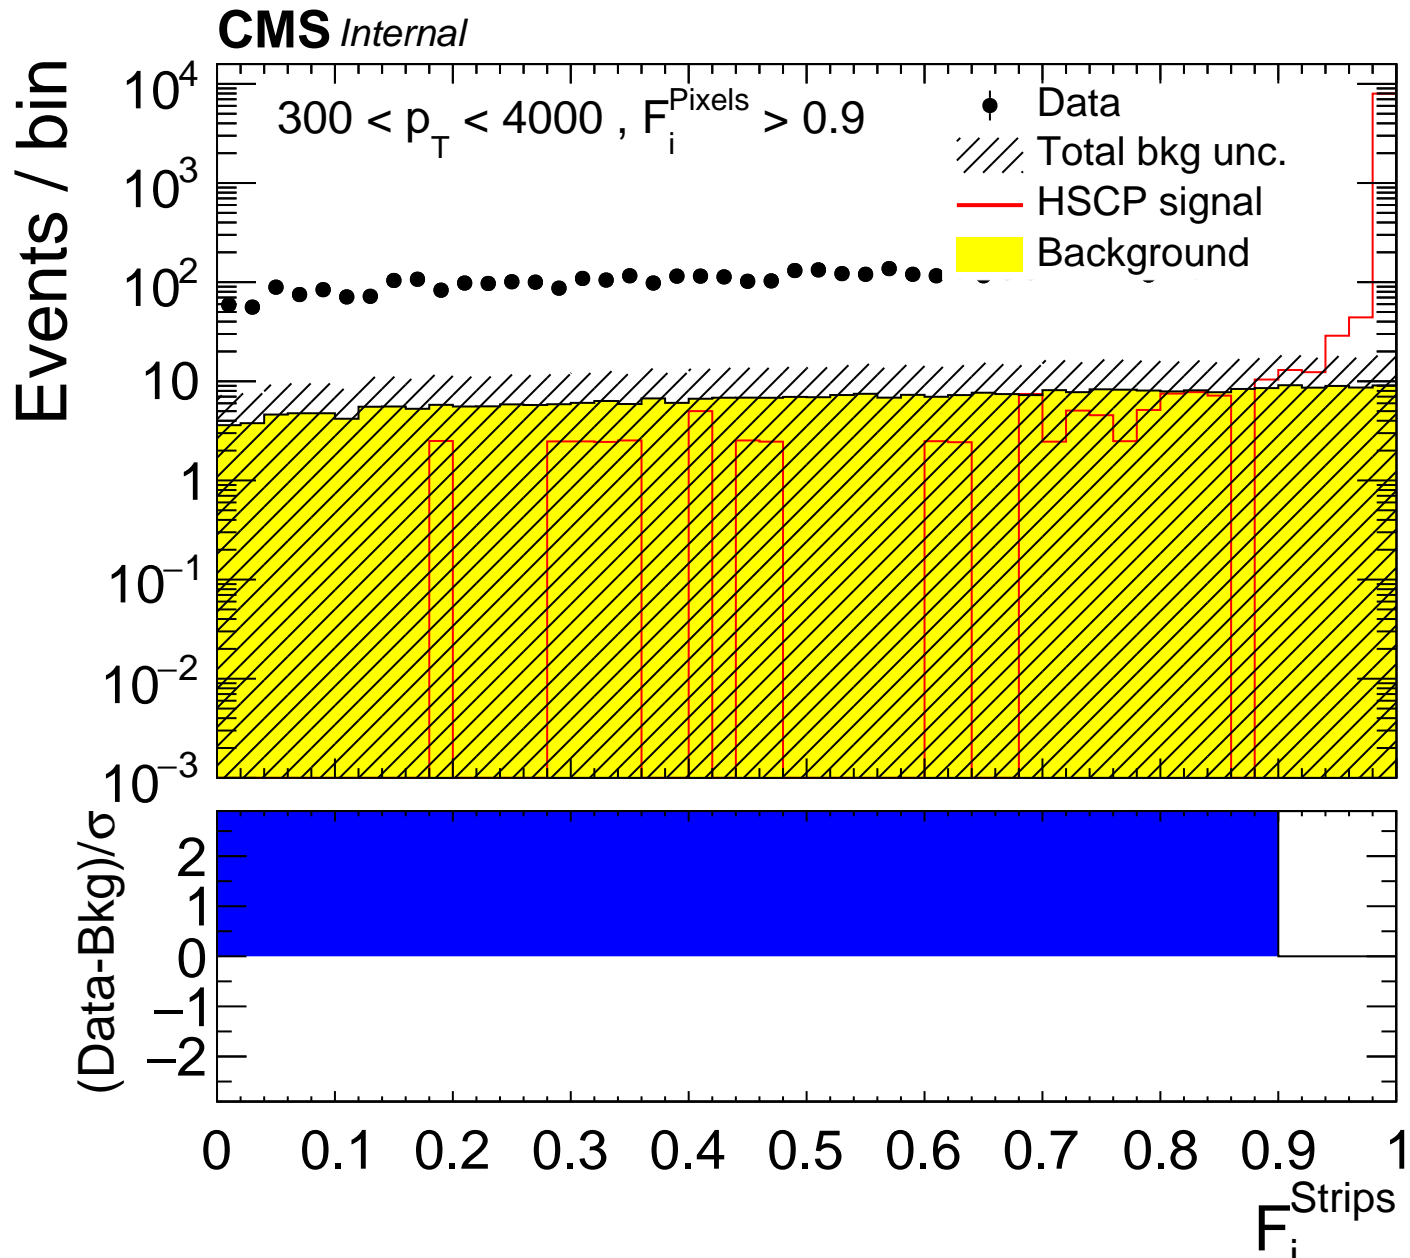 CMS Internal
300 < p_T < 4000 , F_i^Pixels > 0.9
Data
Total bkg unc.
HSCP signal
Background
Events / bin
10^4
10^3
10^2
10
1
10^−1
10^−2
10^−3
(Data-Bkg)/σ
2
1
0
−1
−2
0 0.1 0.2 0.3 0.4 0.5 0.6 0.7 0.8 0.9 1
F_i^Strips